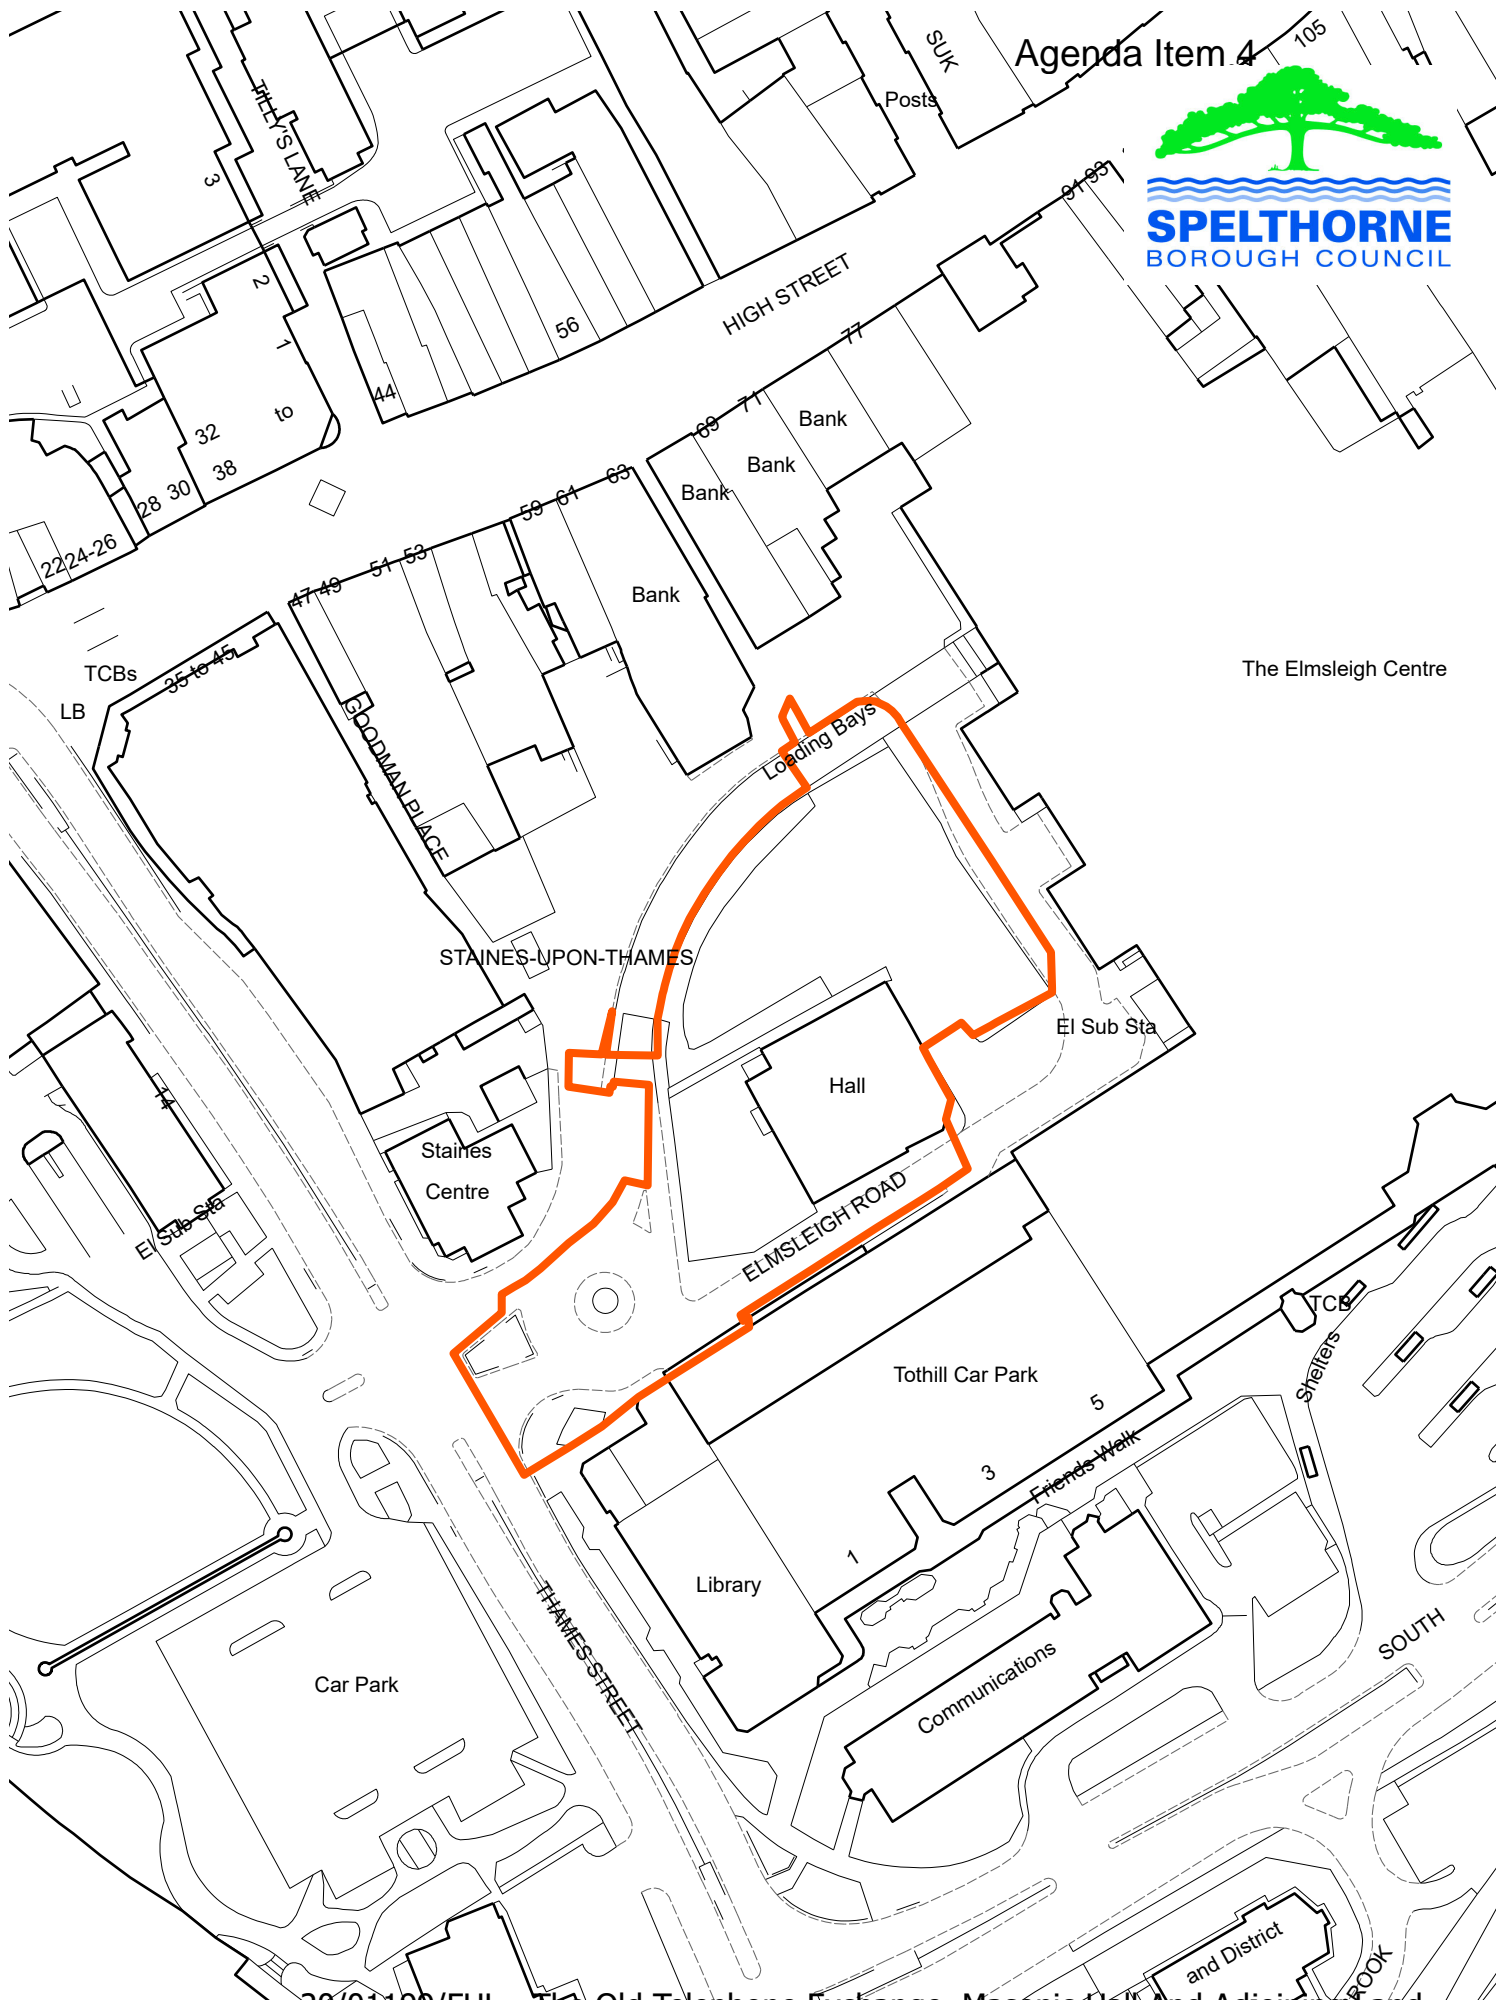 Agenda Item 4
105
SUK
Posts
TILLY'S LANE
3
91-93
SPELTHORNE
BOROUGH COUNCIL
2
HIGH STREET
56
77
1
44
to
71
69
Bank
32
38
Bank
63
Bank
30
28
61
59
24-26
22
53
51
47-49
Bank
35 to 45
TCBs
LB
The Elmsleigh Centre
GOODMAN PLACE
Loading Bays
STAINES-UPON-THAMES
El Sub Sta
Hall
14
Staines
Centre
El Sub Sta
ELMSLEIGH ROAD
TCB
Shelters
Tothill Car Park
5
3
Friends Walk
1
Library
THAMES STREET
SOUTH
Communications
Car Park
and District